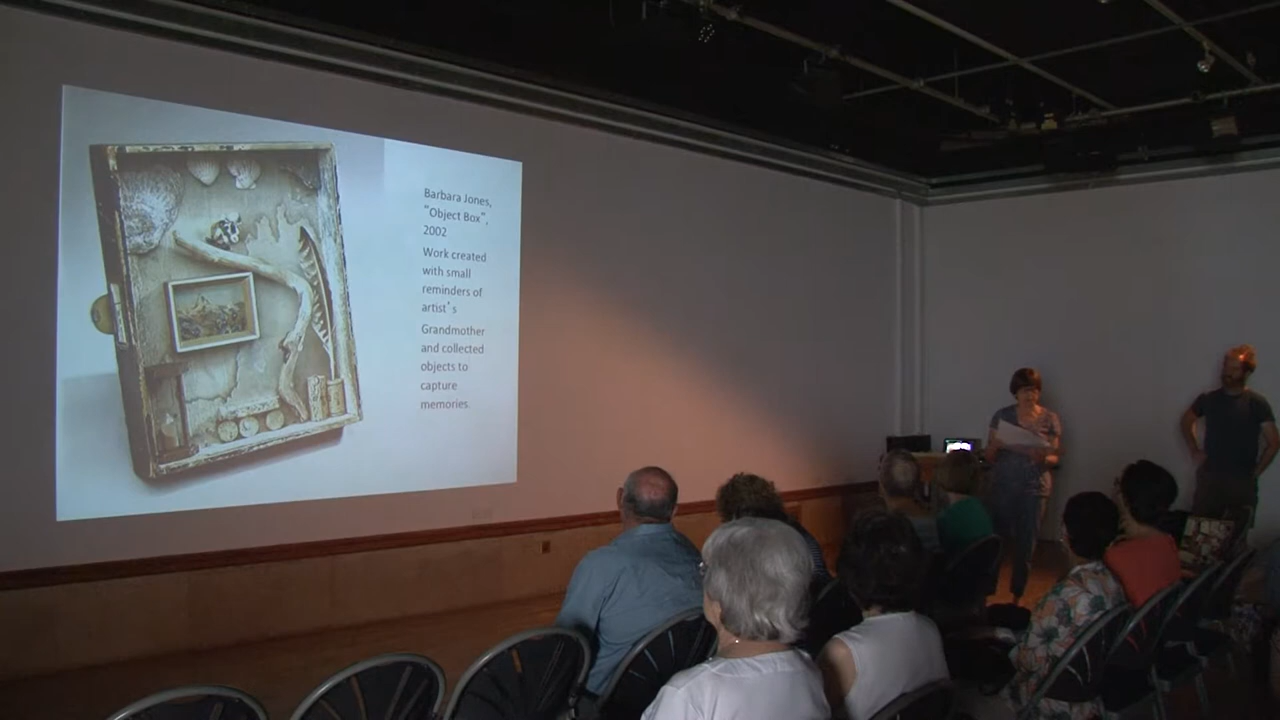 Barbara Jones,
“Object Box”,
2002
Work created
with small
reminders of
artist’s
Grandmother
and collected
objects to
capture
memories.